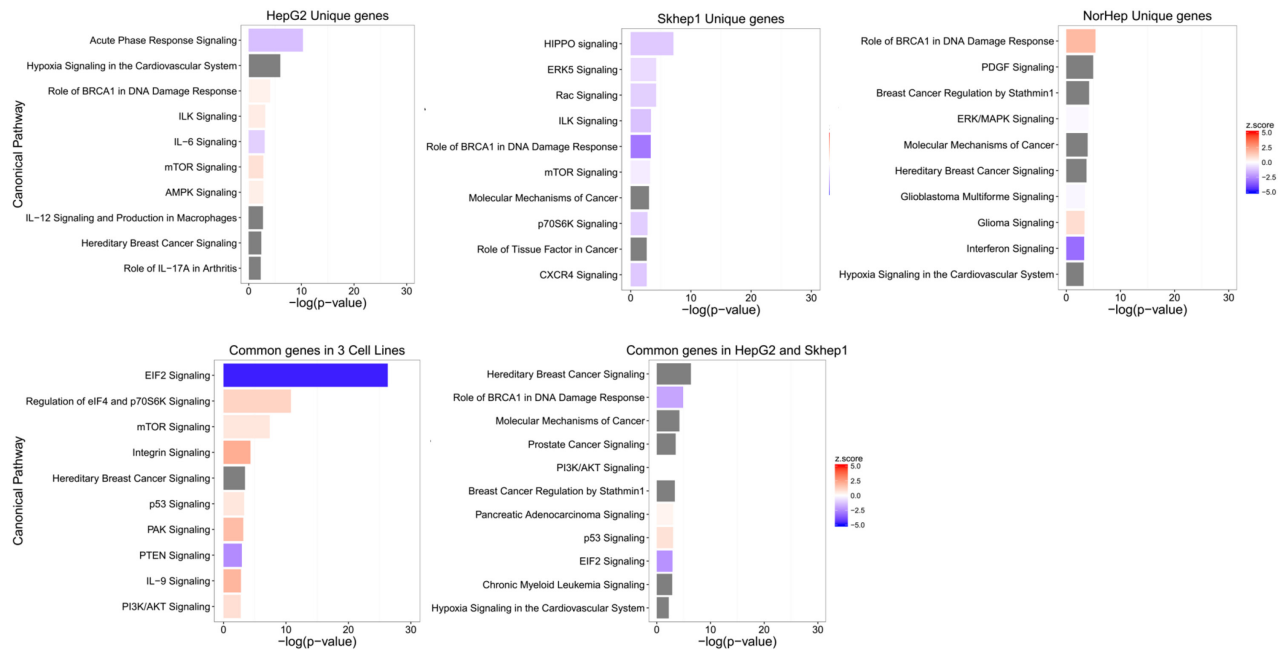 HepG2 Unique genes
Canonical Pathway
Acute Phase Response Signaling
Hypoxia Signaling in the Cardiovascular System
Role of BRCA1 in DNA Damage Response
ILK Signaling
IL−6 Signaling
mTOR Signaling
AMPK Signaling
IL−12 Signaling and Production in Macrophages
Hereditary Breast Cancer Signaling
Role of IL−17A in Arthritis
0 10 20 30
−log(p−value)
Skhep1 Unique genes
HIPPO signaling
ERK5 Signaling
Rac Signaling
ILK Signaling
Role of BRCA1 in DNA Damage Response
mTOR Signaling
Molecular Mechanisms of Cancer
p70S6K Signaling
Role of Tissue Factor in Cancer
CXCR4 Signaling
0 10 20 30
−log(p−value)
NorHep Unique genes
Role of BRCA1 in DNA Damage Response
PDGF Signaling
Breast Cancer Regulation by Stathmin1
ERK/MAPK Signaling
Molecular Mechanisms of Cancer
Hereditary Breast Cancer Signaling
Glioblastoma Multiforme Signaling
Glioma Signaling
Interferon Signaling
Hypoxia Signaling in the Cardiovascular System
0 10 20 30
−log(p−value)
z.score
5.0
2.5
0.0
−2.5
−5.0
Common genes in 3 Cell Lines
Canonical Pathway
EIF2 Signaling
Regulation of eIF4 and p70S6K Signaling
mTOR Signaling
Integrin Signaling
Hereditary Breast Cancer Signaling
p53 Signaling
PAK Signaling
PTEN Signaling
IL−9 Signaling
PI3K/AKT Signaling
0 10 20 30
−log(p−value)
Common genes in HepG2 and Skhep1
Hereditary Breast Cancer Signaling
Role of BRCA1 in DNA Damage Response
Molecular Mechanisms of Cancer
Prostate Cancer Signaling
PI3K/AKT Signaling
Breast Cancer Regulation by Stathmin1
Pancreatic Adenocarcinoma Signaling
p53 Signaling
EIF2 Signaling
Chronic Myeloid Leukemia Signaling
Hypoxia Signaling in the Cardiovascular System
0 10 20 30
−log(p−value)
z.score
5.0
2.5
0.0
−2.5
−5.0